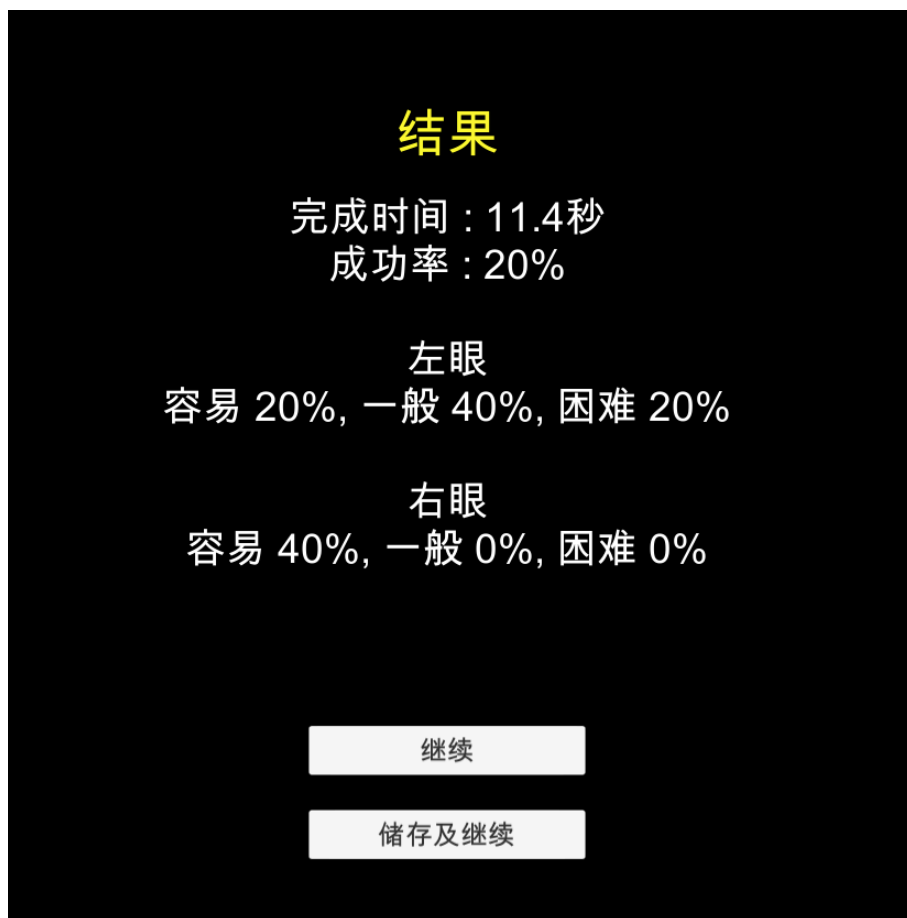 结果
完成时间 : 11.4秒
成功率 : 20%
左眼
容易 20%, 一般 40%, 困难 20%
右眼
容易 40%, 一般 0%, 困难 0%
继续
储存及继续